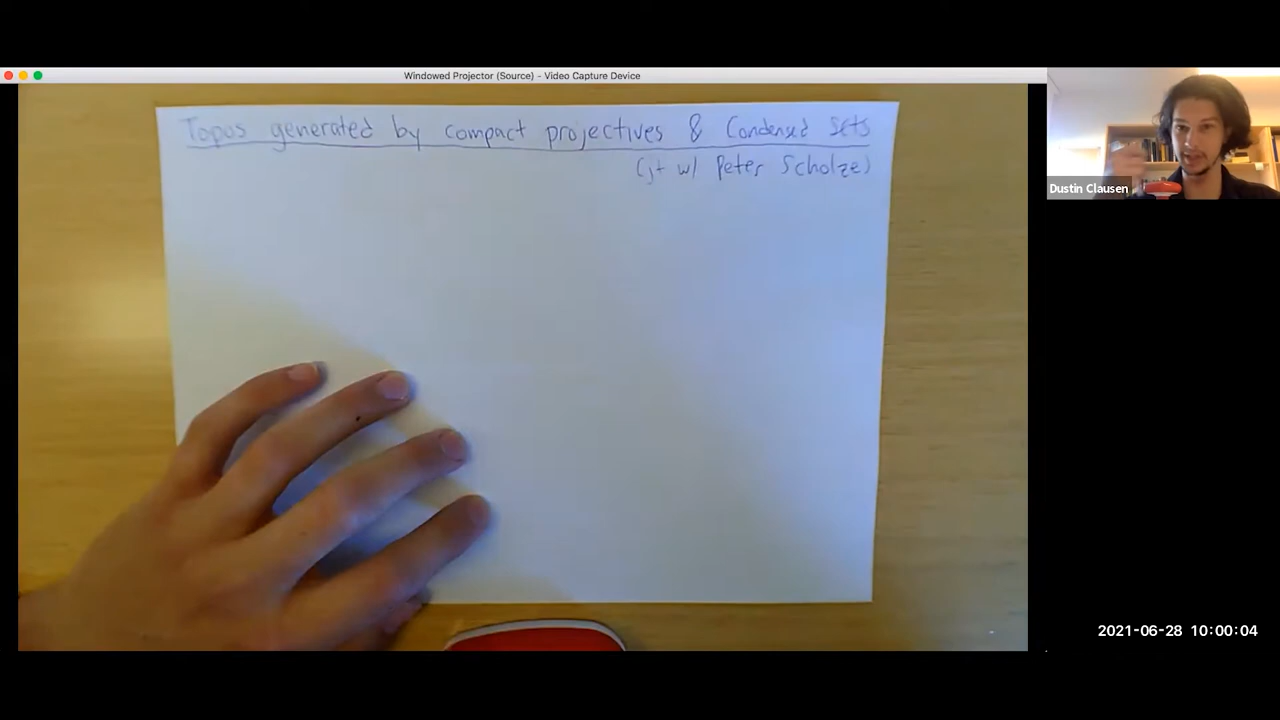 Windowed Projector (Source) - Video Capture Device
Topos generated by compact projectives & Condensed Sets
(jt w/ Peter Scholze)
Dustin Clausen
2021-06-28 10:00:04